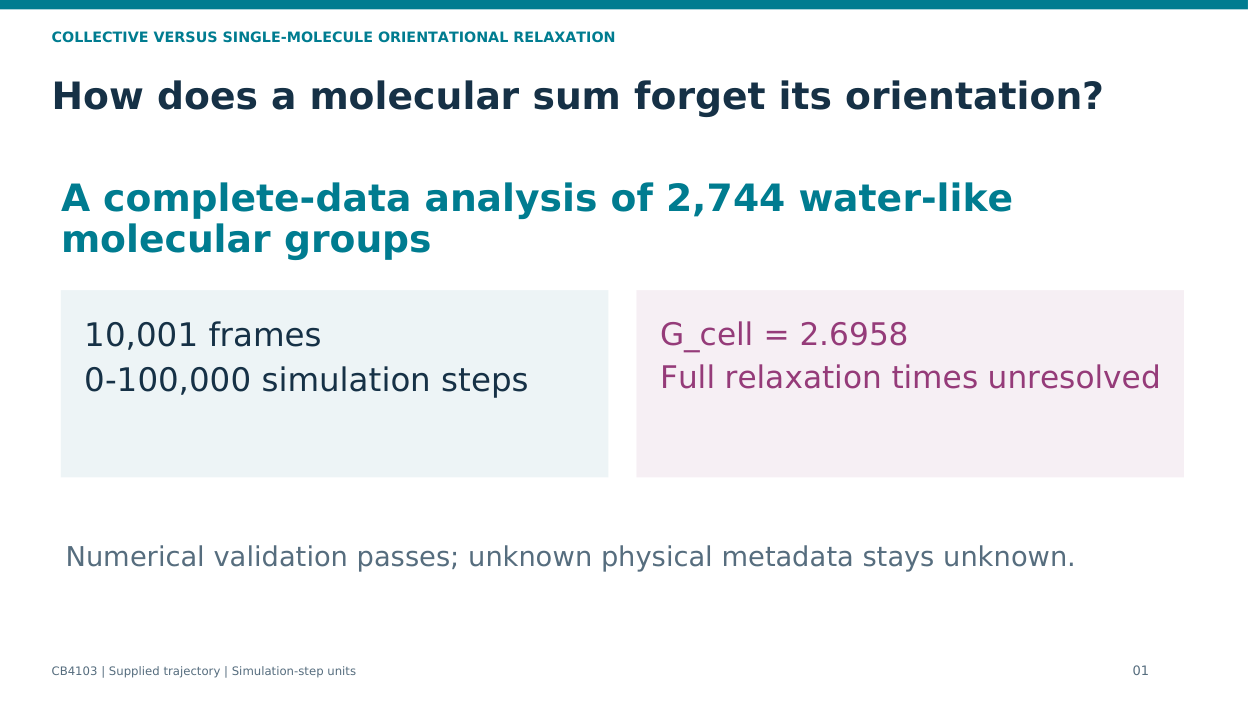 COLLECTIVE VERSUS SINGLE-MOLECULE ORIENTATIONAL RELAXATION
How does a molecular sum forget its orientation?
A complete-data analysis of 2,744 water-like
molecular groups
10,001 frames
0-100,000 simulation steps
G_cell = 2.6958
Full relaxation times unresolved
Numerical validation passes; unknown physical metadata stays unknown.
CB4103 | Supplied trajectory | Simulation-step units
01